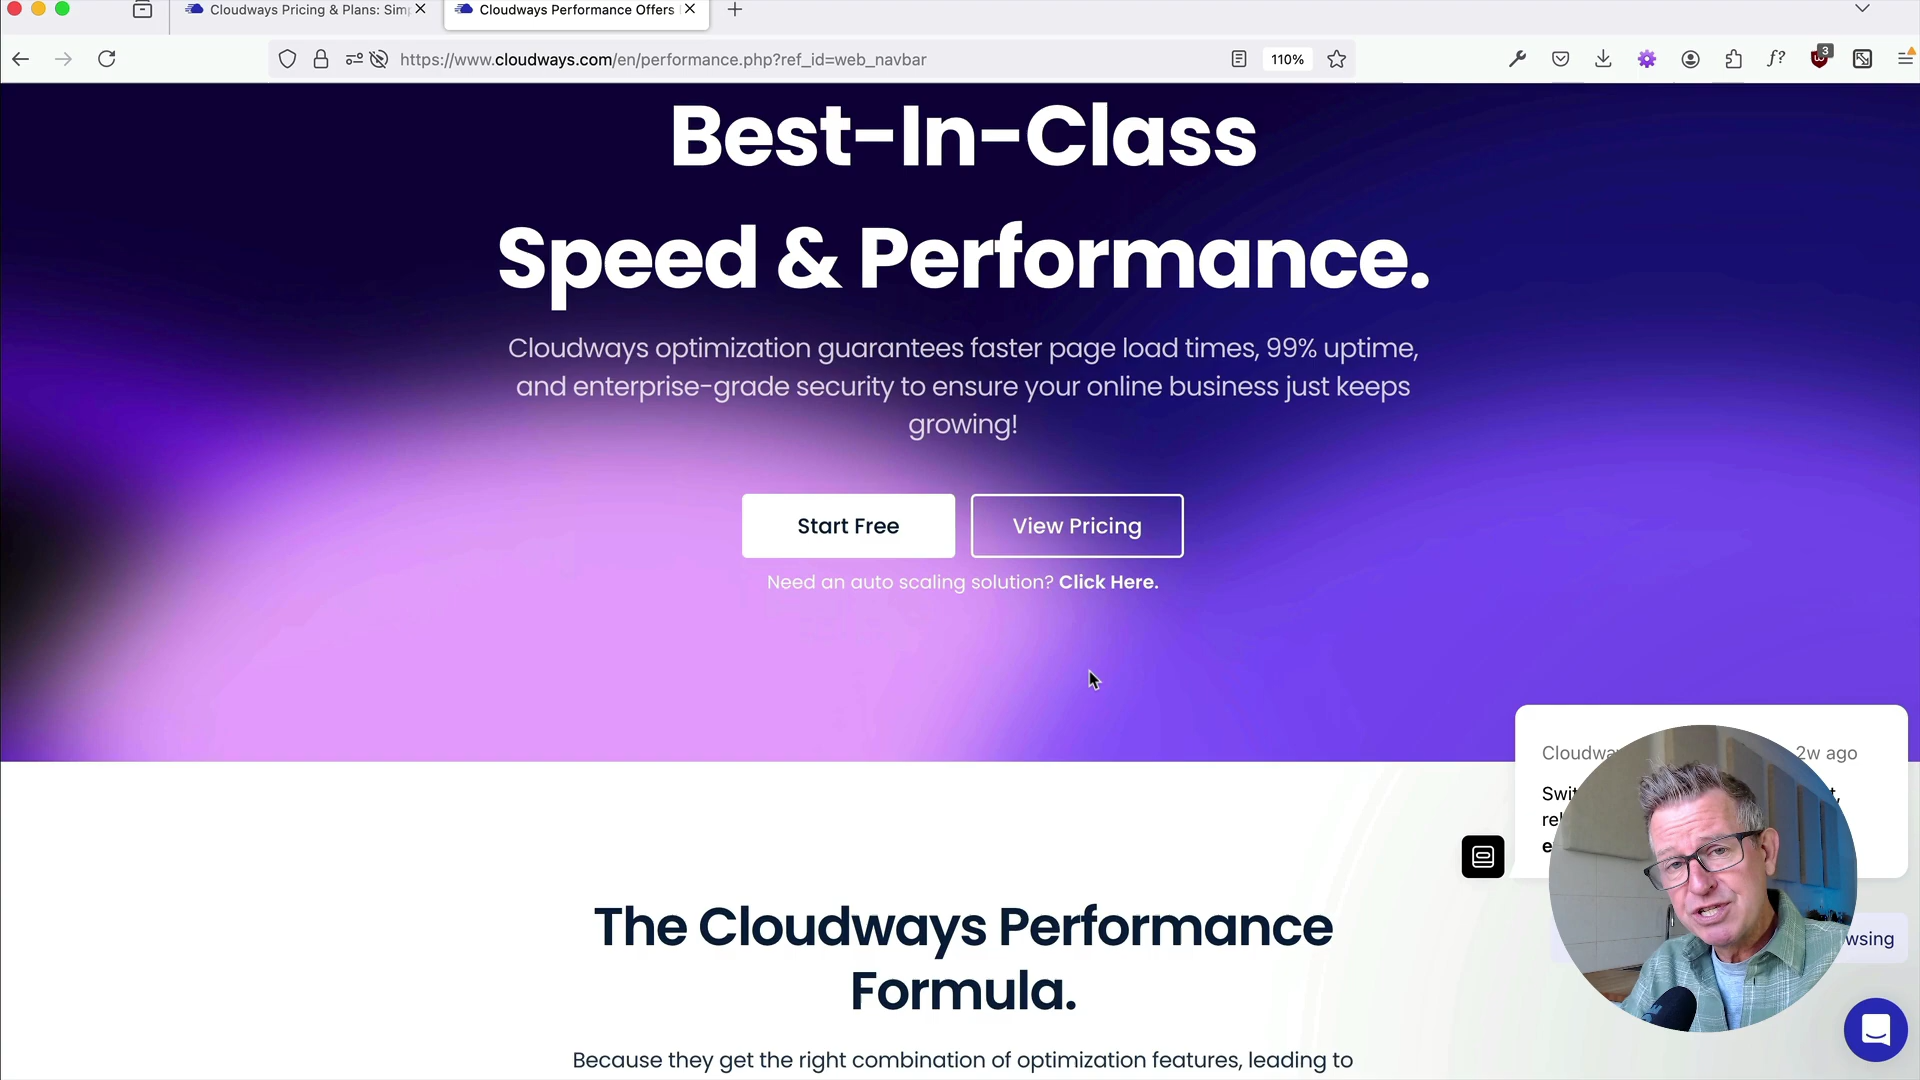 Cloudways Pricing & Plans: Sim
Cloudways Performance Offers
https://www.cloudways.com/en/performance.php?ref_id=web_navbar
110%
f?
3
Best-In-Class
Speed & Performance.
Cloudways optimization guarantees faster page load times, 99% uptime,
and enterprise-grade security to ensure your online business just keeps
growing!
Start Free
View Pricing
Need an auto scaling solution? Click Here.
2w ago
The Cloudways Performance
Formula.
Because they get the right combination of optimization features, leading to